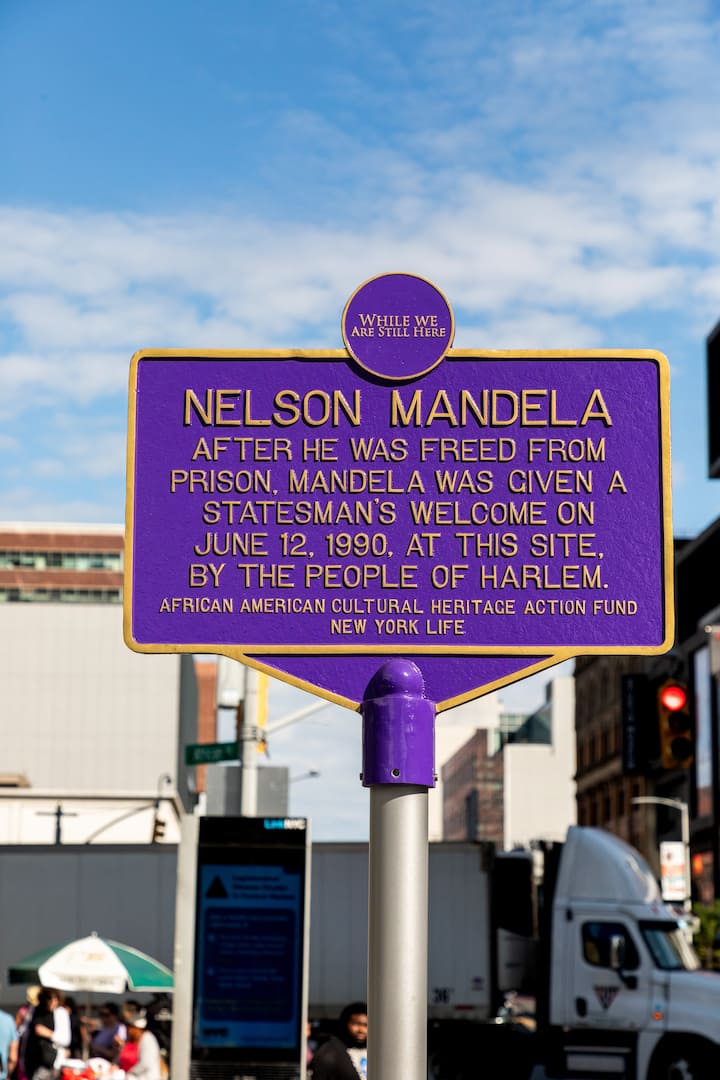 WHILE WE
ARE STILL HERE
NELSON MANDELA
AFTER HE WAS FREED FROM
PRISON, MANDELA WAS GIVEN A
STATESMAN'S WELCOME ON
JUNE 12, 1990, AT THIS SITE,
BY THE PEOPLE OF HARLEM.
AFRICAN AMERICAN CULTURAL HERITAGE ACTION FUND
NEW YORK LIFE
LinkNYC